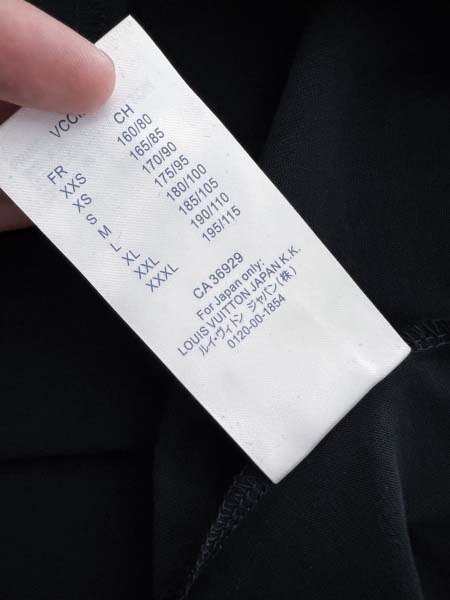 FR CH
XXS 160/80
XS 165/85
S 170/90
M 175/95
L 180/100
XL 185/105
XXL 190/110
XXXL 195/115
CA 36929
For Japan only:
LOUIS VUITTON JAPAN K.K.
ルイ・ヴィトン ジャパン(株)
0120-00-1854